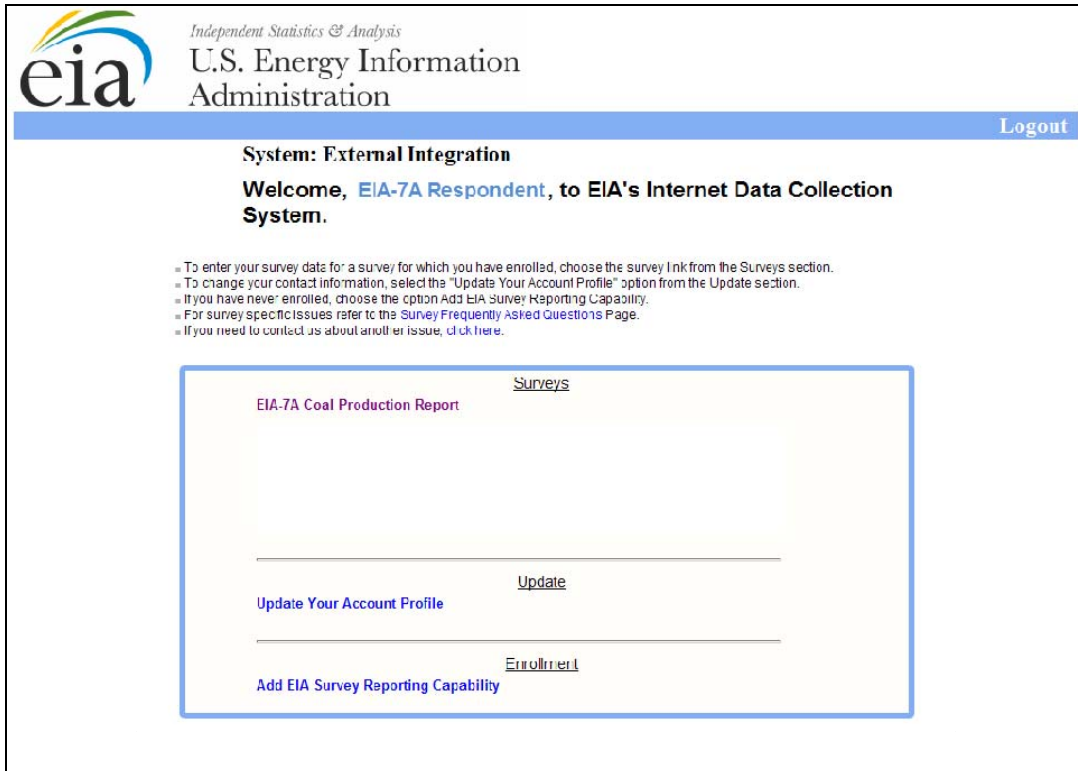 eia
Independent Statistics & Analysis
U.S. Energy Information
Administration
Logout
System: External Integration
Welcome, EIA-7A Respondent, to EIA's Internet Data Collection
System.
To enter your survey data for a survey for which you have enrolled, choose the survey link from the Surveys section.
To change your contact information, select the "Update Your Account Profile" option from the Update section.
If you have never enrolled, choose the option Add EIA Survey Reporting Capability.
For survey specific issues refer to the Survey Frequently Asked Questions Page.
If you need to contact us about another issue, click here.
Surveys
EIA-7A Coal Production Report
Update
Update Your Account Profile
Enrollment
Add EIA Survey Reporting Capability